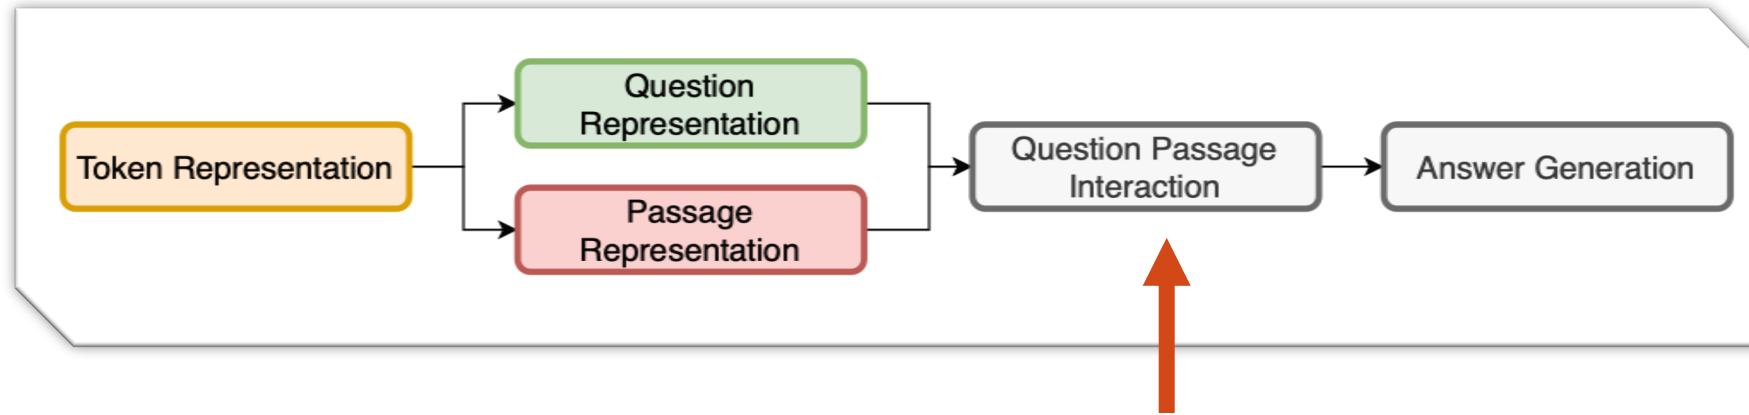 Token Representation
Question
Representation
Passage
Representation
Question Passage
Interaction
Answer Generation